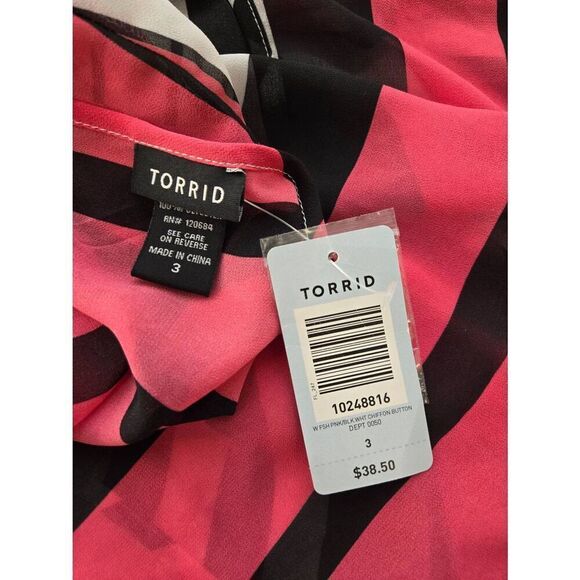 TORRID
RN# 120684
SEE CARE
ON REVERSE
MADE IN CHINA
3
TORRID
FL_247
10248816
W FSH PNK/BLK WHT CHIFFON BUTTON
DEPT 0050
3
$38.50